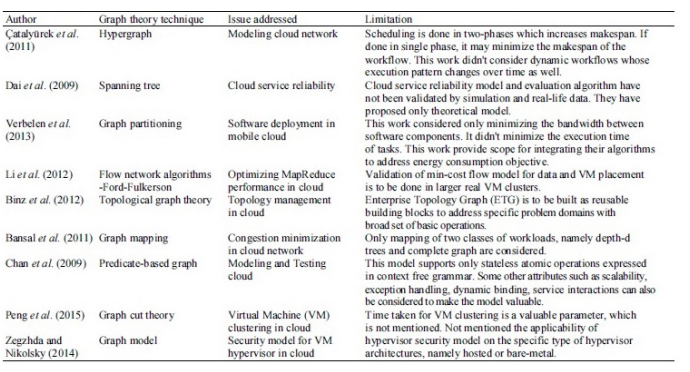 Author Graph theory technique Issue addressed Limitation
Çatalyürek et al. Hypergraph Modeling cloud network Scheduling is done in two-phases which increases makespan. If
(2011) done in single phase, it may minimize the makespan of the
workflow. This work didn't consider dynamic workflows whose
execution pattern changes over time as well.
Dai et al. (2009) Spanning tree Cloud service reliability Cloud service reliability model and evaluation algorithm have
not been validated by simulation and real-life data. They have
proposed only theoretical model.
Verbelen et al. Graph partitioning Software deployment in This work considered only minimizing the bandwidth between
(2013) mobile cloud software components. It didn't minimize the execution time
of tasks. This work provide scope for integrating their algorithms
to address energy consumption objective.
Li et al. (2012) Flow network algorithms Optimizing MapReduce Validation of min-cost flow model for data and VM placement
-Ford-Fulkerson performance in cloud is to be done in larger real VM clusters.
Binz et al. (2012) Topological graph theory Topology management Enterprise Topology Graph (ETG) is to be built as reusable
in cloud building blocks to address specific problem domains with
broad set of basic operations.
Bansal et al. (2011) Graph mapping Congestion minimization Only mapping of two classes of workloads, namely depth-d
in cloud network trees and complete graph are considered.
Chan et al. (2009) Predicate-based graph Modeling and Testing This model supports only stateless atomic operations expressed
cloud in context free grammar. Some other attributes such as scalability,
exception handling, dynamic binding, service interactions can also
be considered to make the model valuable.
Peng et al. (2015) Graph cut theory Virtual Machine (VM) Time taken for VM clustering is a valuable parameter, which
clustering in cloud is not mentioned. Not mentioned the applicability of
Zegzhda and Graph model Security model for VM hypervisor security model on the specific type of hypervisor
Nikolsky (2014) hypervisor in cloud architectures, namely hosted or bare-metal.